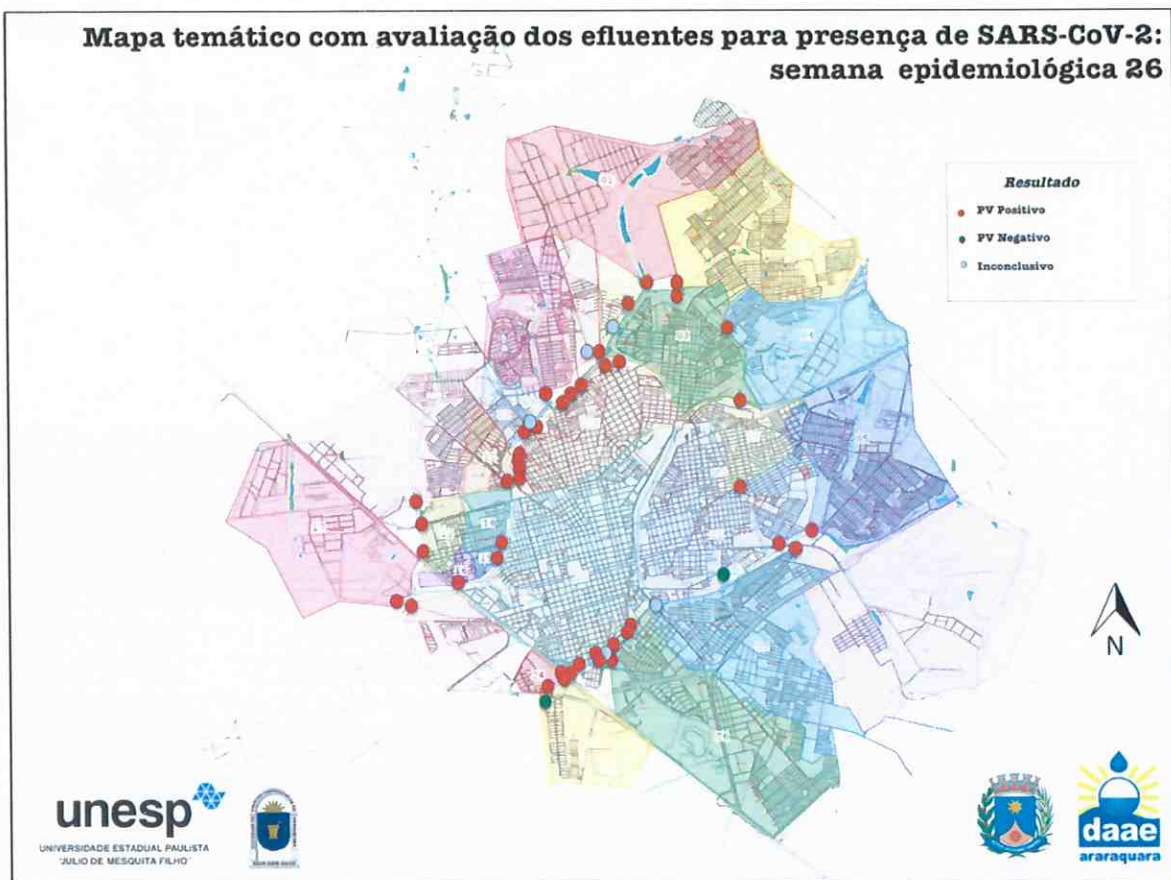 Mapa temático com avaliação dos efluentes para presença de SARS-CoV-2:
semana epidemiológica 26
Resultado
PV Positivo
PV Negativo
Inconclusivo
N
unesp
UNIVERSIDADE ESTADUAL PAULISTA
"JÚLIO DE MESQUITA FILHO"
daae
araraquara